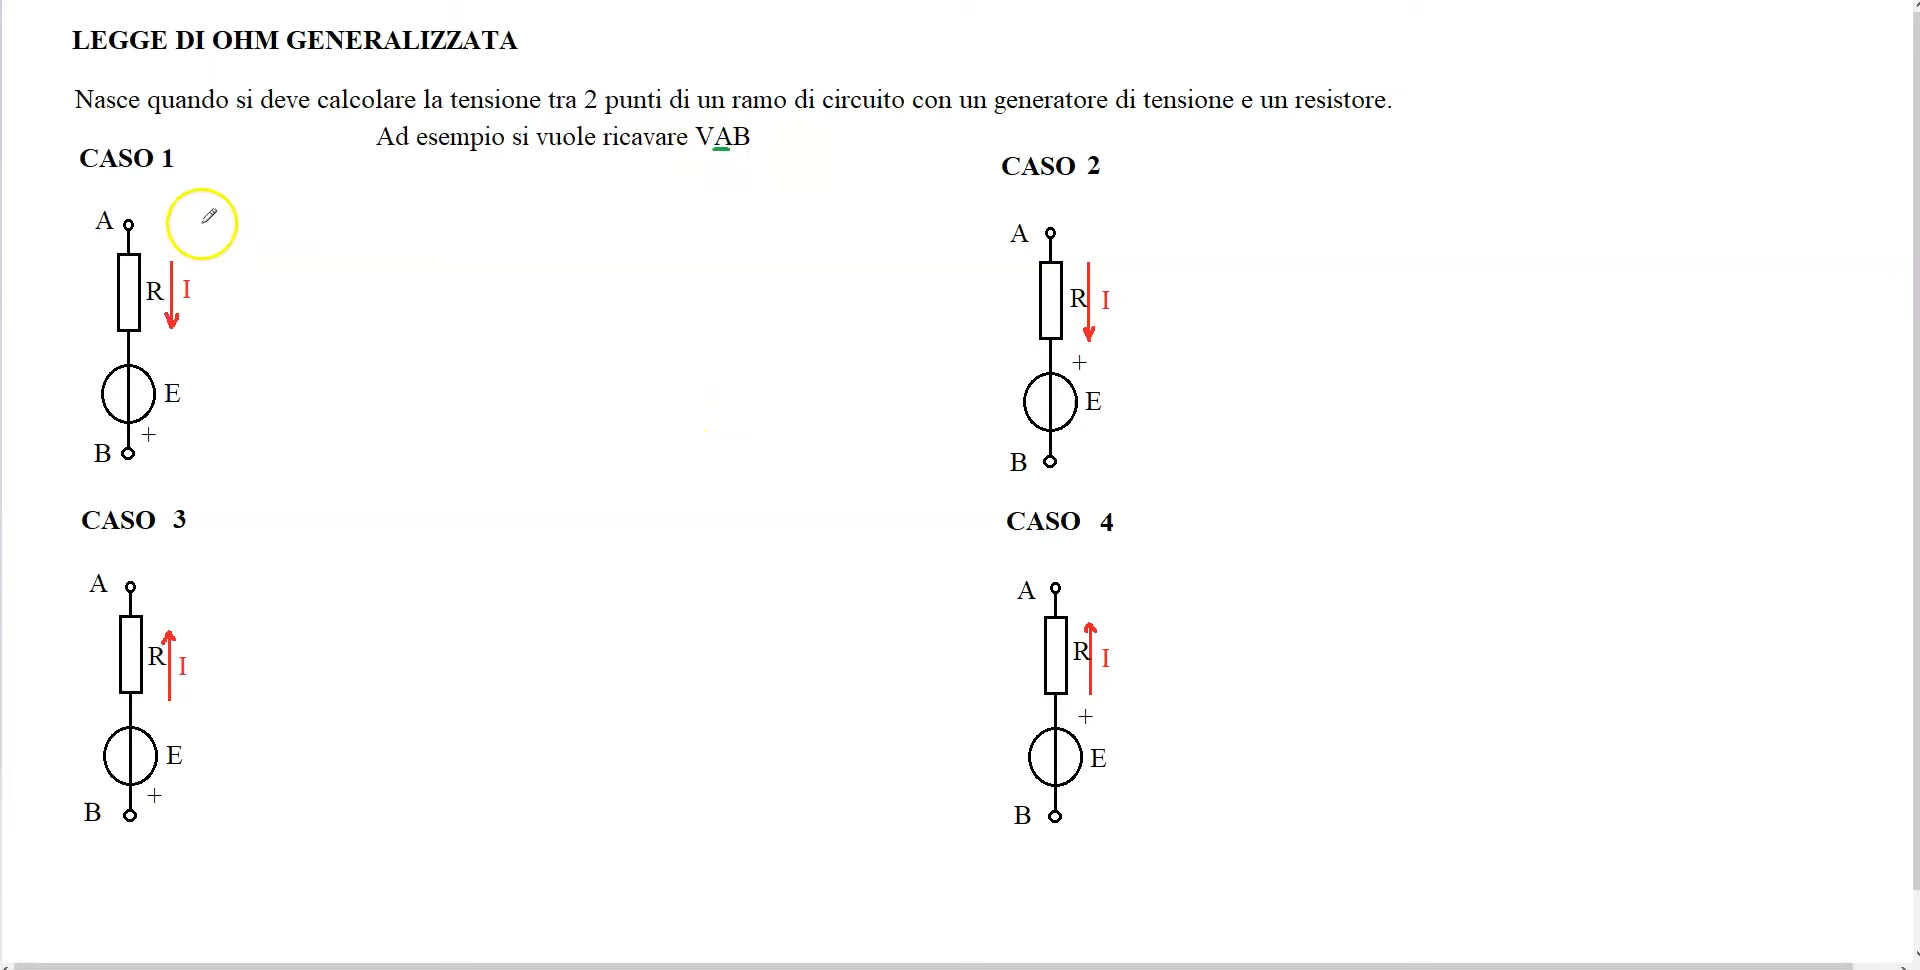 LEGGE DI OHM GENERALIZZATA
Nasce quando si deve calcolare la tensione tra 2 punti di un ramo di circuito con un generatore di tensione e un resistore.
Ad esempio si vuole ricavare VAB
CASO 1
A
R I
E
+
B
CASO 2
A
R I
+
E
B
CASO 3
A
R I
E
+
B
CASO 4
A
R I
+
E
B